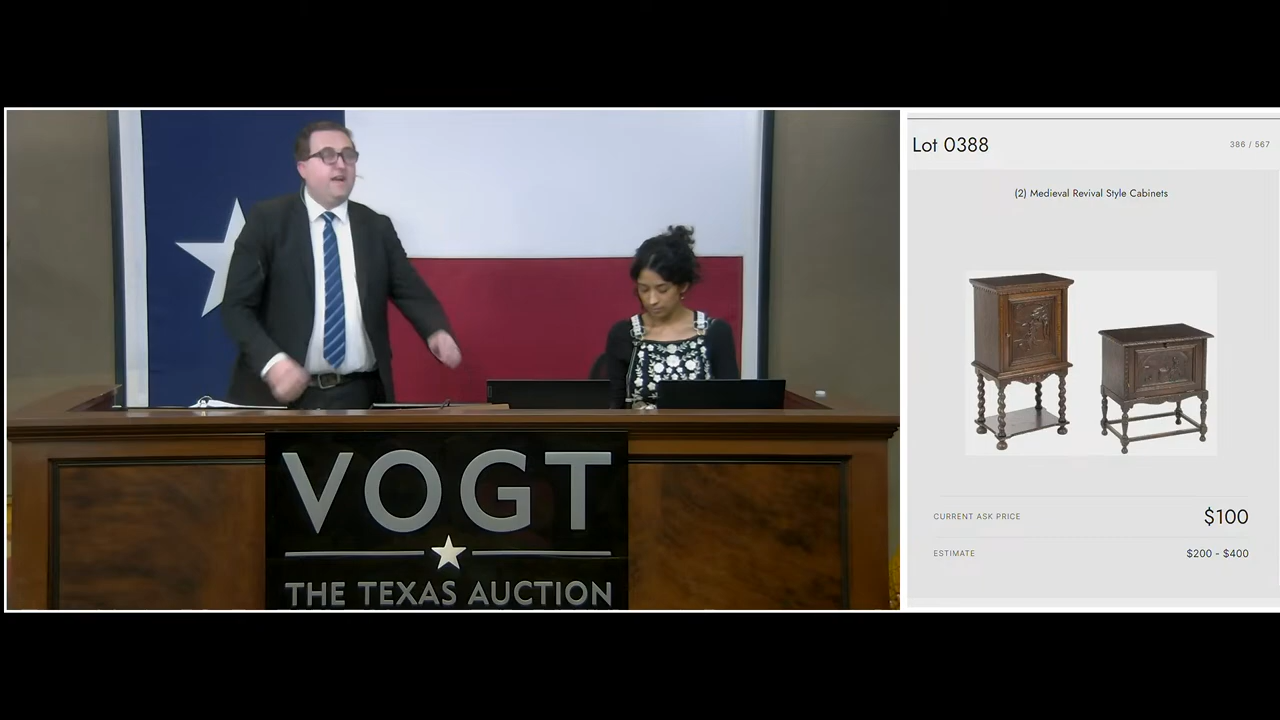 VOGT
THE TEXAS AUCTION
Lot 0388
386 / 567
(2) Medieval Revival Style Cabinets
CURRENT ASK PRICE
$100
ESTIMATE
$200 - $400